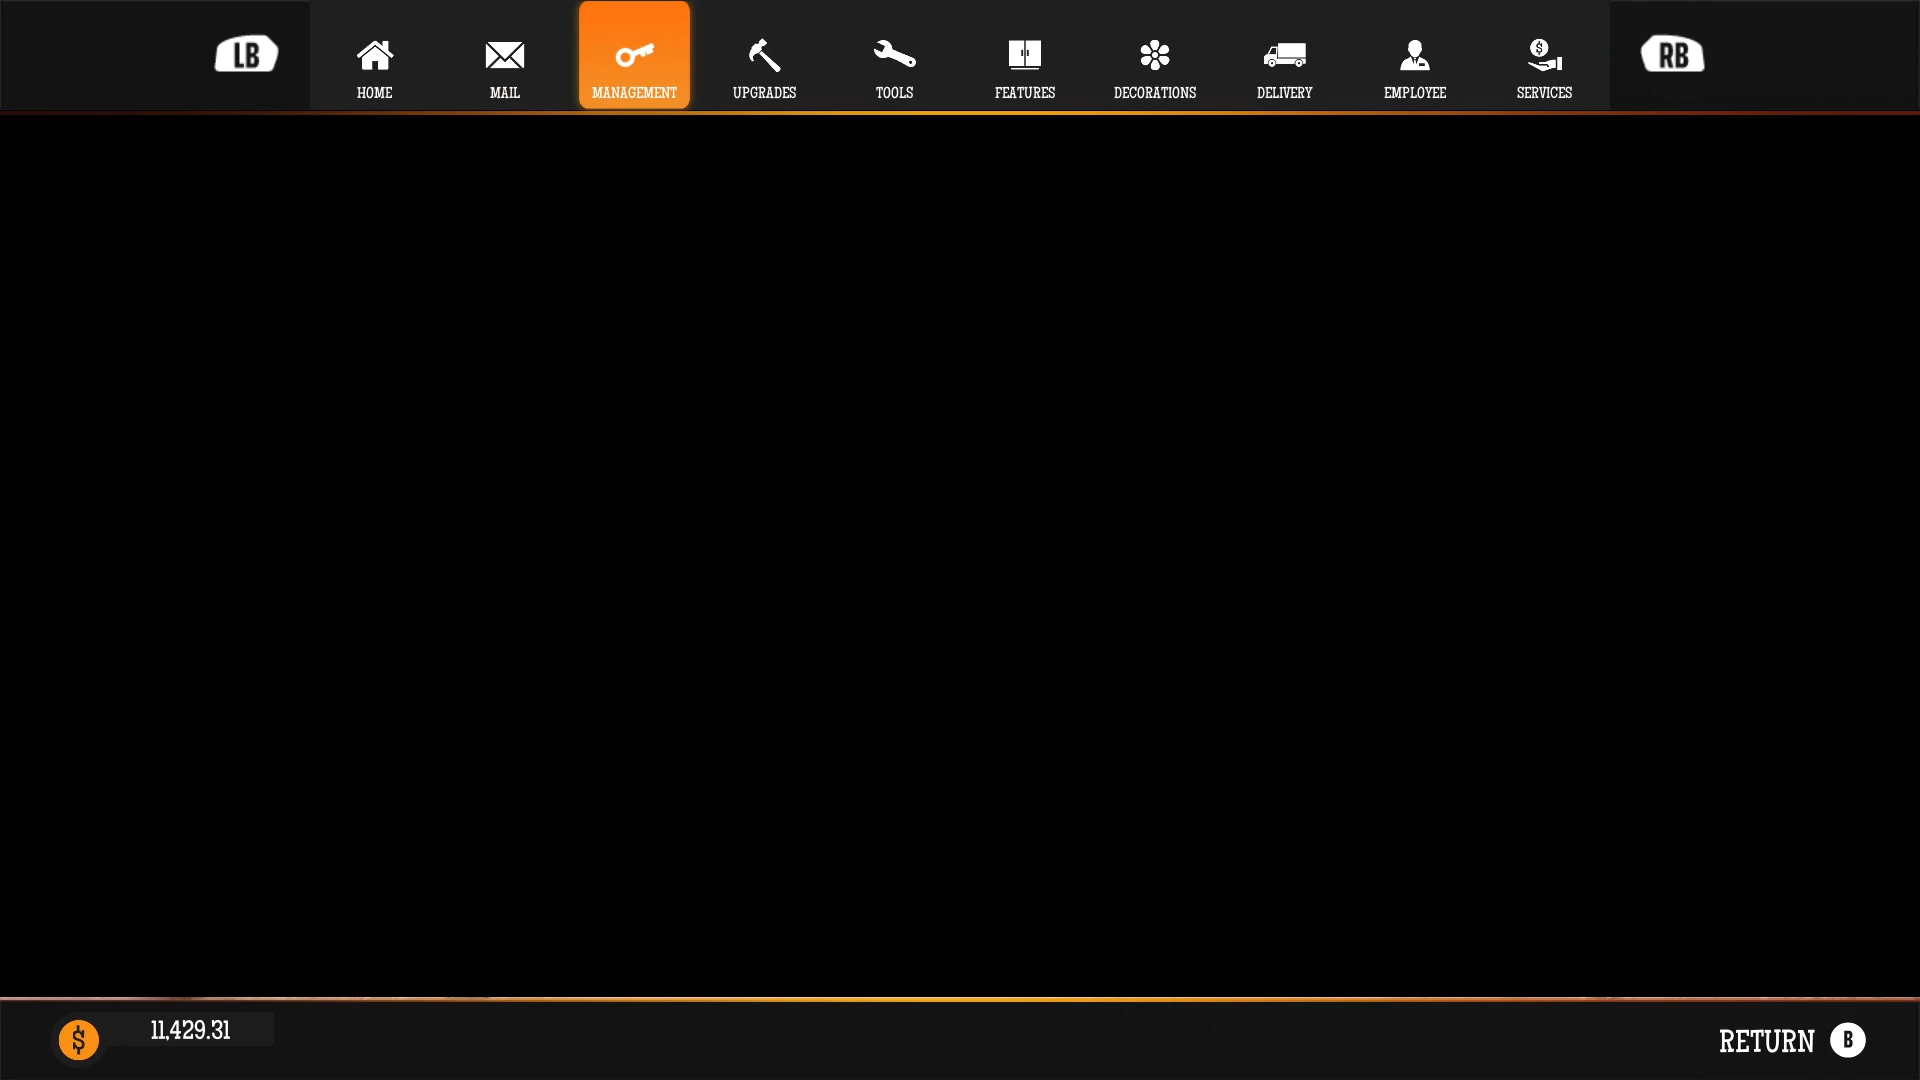 LB
HOME
MAIL
MANAGEMENT
UPGRADES
TOOLS
FEATURES
DECORATIONS
DELIVERY
EMPLOYEE
SERVICES
RB
$ 11,429.31
RETURN B